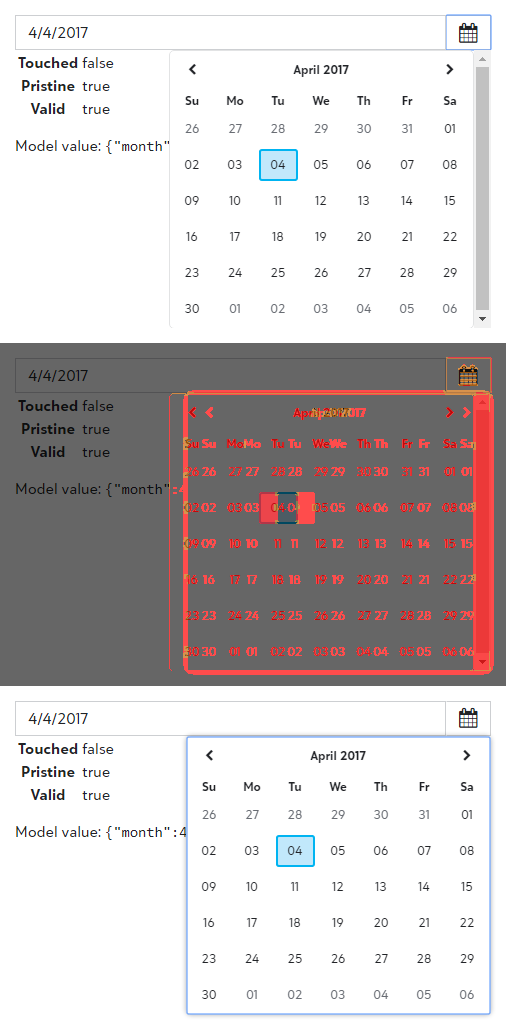 4/4/2017
Touched false
Pristine true
Valid true
Model value: {"month"
April 2017
Su Mo Tu We Th Fr Sa
26 27 28 29 30 31 01
02 03 04 05 06 07 08
09 10 11 12 13 14 15
16 17 18 19 20 21 22
23 24 25 26 27 28 29
30 01 02 03 04 05 06
4/4/2017
Touched false
Pristine true
Valid true
Model value: {"month":4
Su Su Mo Mo Tu Tu We We Th Th Fr Fr Sa Sa
26 26 27 27 28 28 29 29 30 30 31 31 01 01
02 02 03 03 04 04 05 05 06 06 07 07 08 08
09 09 10 10 11 11 12 12 13 13 14 14 15 15
16 16 17 17 18 18 19 19 20 20 21 21 22 22
23 23 24 24 25 25 26 26 27 27 28 28 29 29
30 30 01 01 02 02 03 03 04 04 05 05 06 06
4/4/2017
Touched false
Pristine true
Valid true
Model value: {"month":4
April 2017
Su Mo Tu We Th Fr Sa
26 27 28 29 30 31 01
02 03 04 05 06 07 08
09 10 11 12 13 14 15
16 17 18 19 20 21 22
23 24 25 26 27 28 29
30 01 02 03 04 05 06